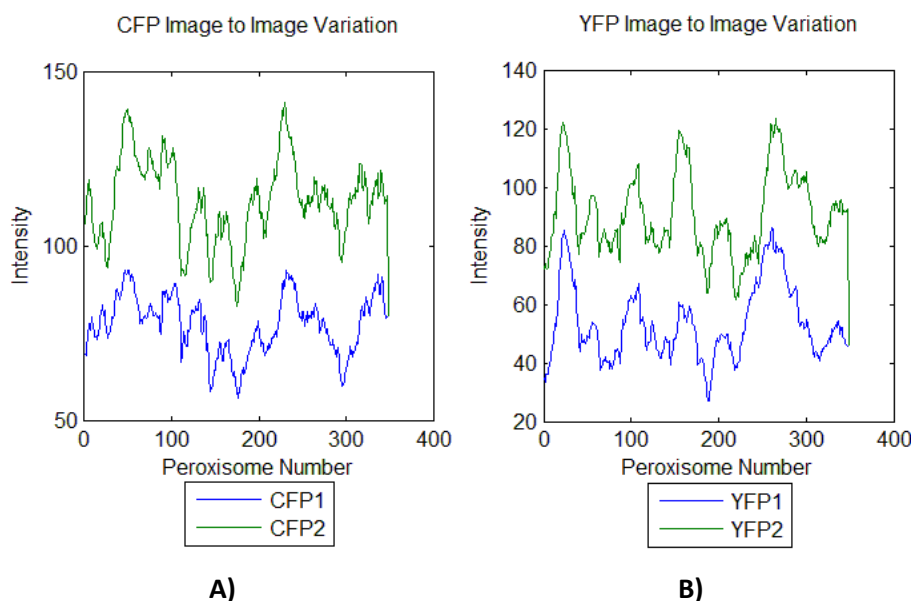 CFP Image to Image Variation
150
100
50
Intensity
0 100 200 300 400
Peroxisome Number
CFP1
CFP2
A)
YFP Image to Image Variation
140
120
100
80
60
40
20
Intensity
0 100 200 300 400
Peroxisome Number
YFP1
YFP2
B)